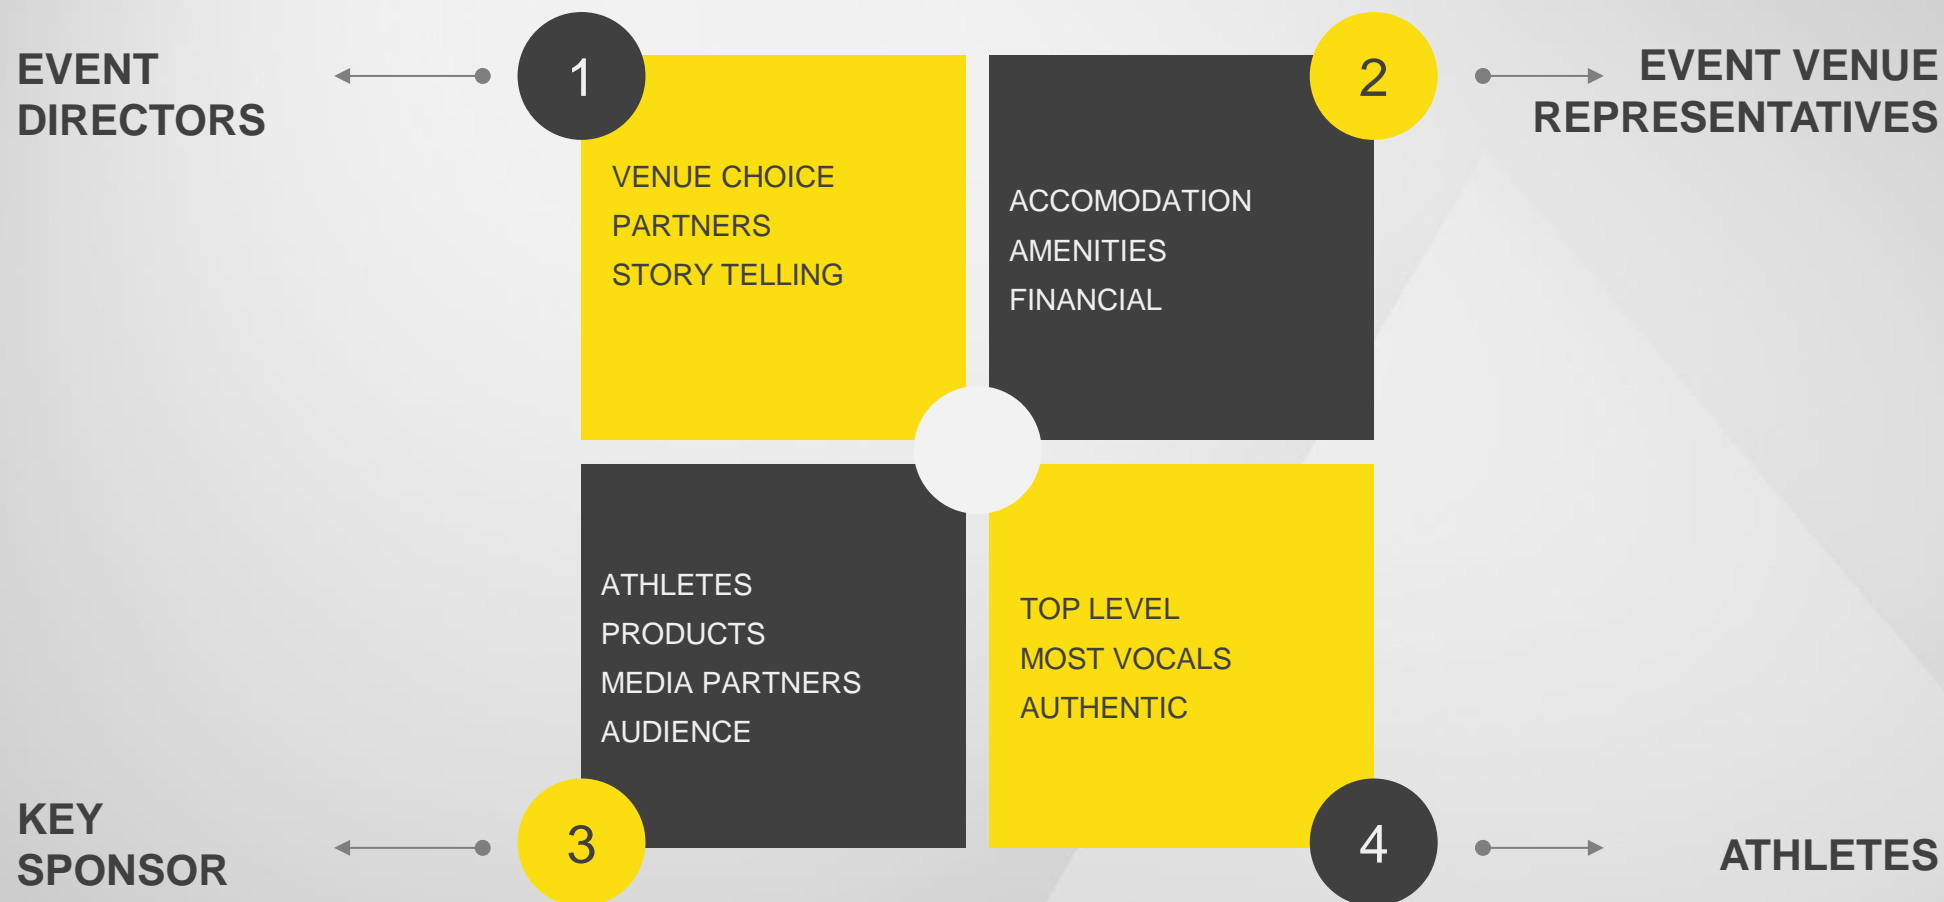 EVENT
DIRECTORS
1
VENUE CHOICE
PARTNERS
STORY TELLING
2
EVENT VENUE
REPRESENTATIVES
ACCOMODATION
AMENITIES
FINANCIAL
KEY
SPONSOR
3
ATHLETES
PRODUCTS
MEDIA PARTNERS
AUDIENCE
4
ATHLETES
TOP LEVEL
MOST VOCALS
AUTHENTIC